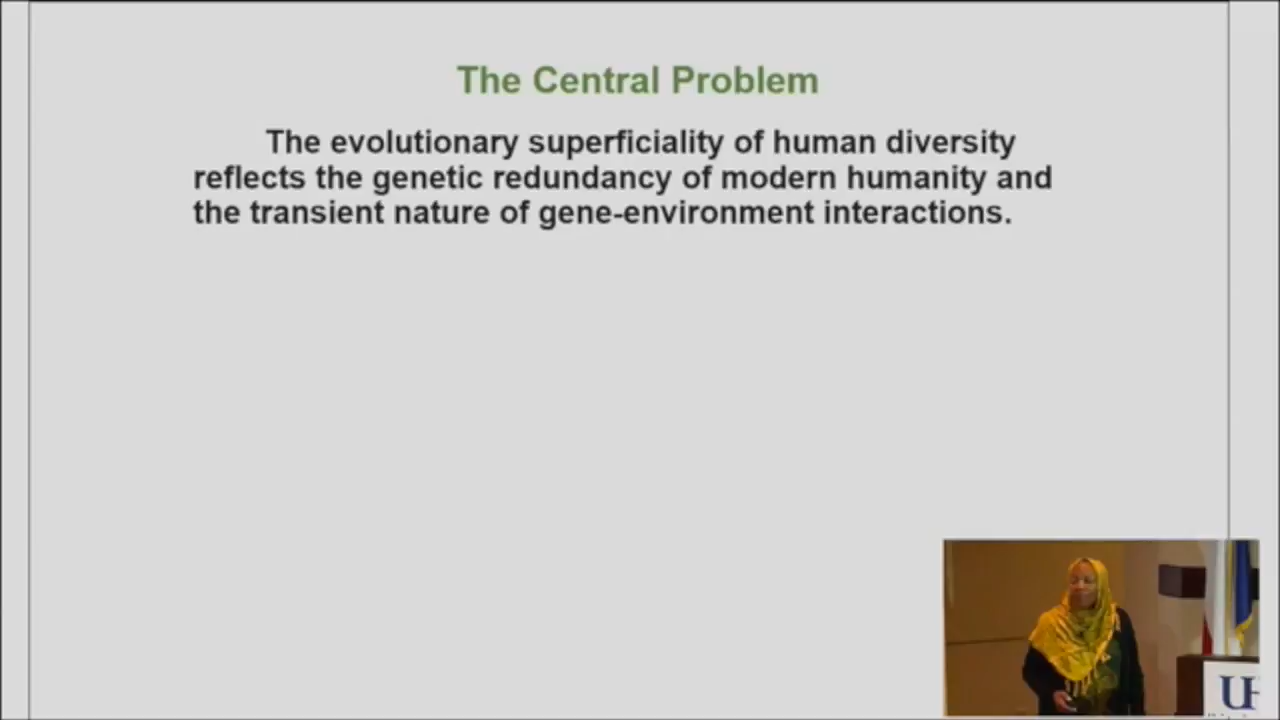 The Central Problem
The evolutionary superficiality of human diversity
reflects the genetic redundancy of modern humanity and
the transient nature of gene-environment interactions.
UH